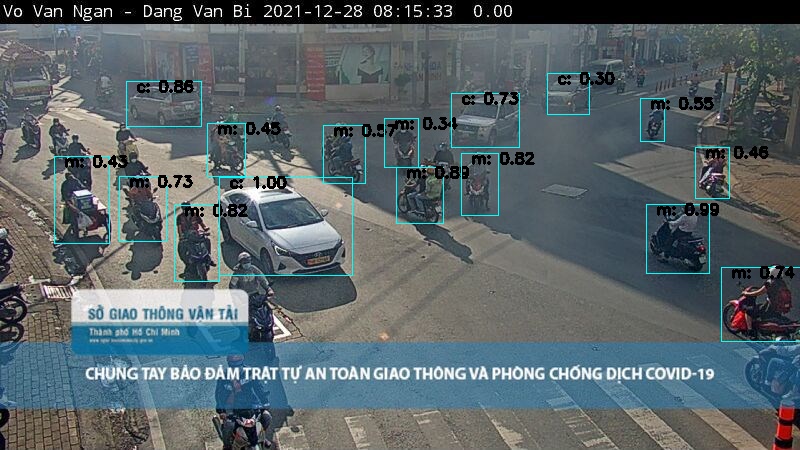 Vo Van Ngan - Dang Van Bi 2021-12-28 08:15:33 0.00
c: 0.86
c: 0.30
c: 0.73
m: 0.55
m: 0.45
m: 0.57
m: 0.34
m: 0.43
m: 0.82
m: 0.46
m: 0.73
c: 1.00
m: 0.89
m: 0.82
m: 0.99
m: 0.74
SỞ GIAO THÔNG VẬN TẢI
Thành phố Hồ Chí Minh
CHUNG TAY BẢO ĐẢM TRẬT TỰ AN TOÀN GIAO THÔNG VÀ PHÒNG CHỐNG DỊCH COVID-19